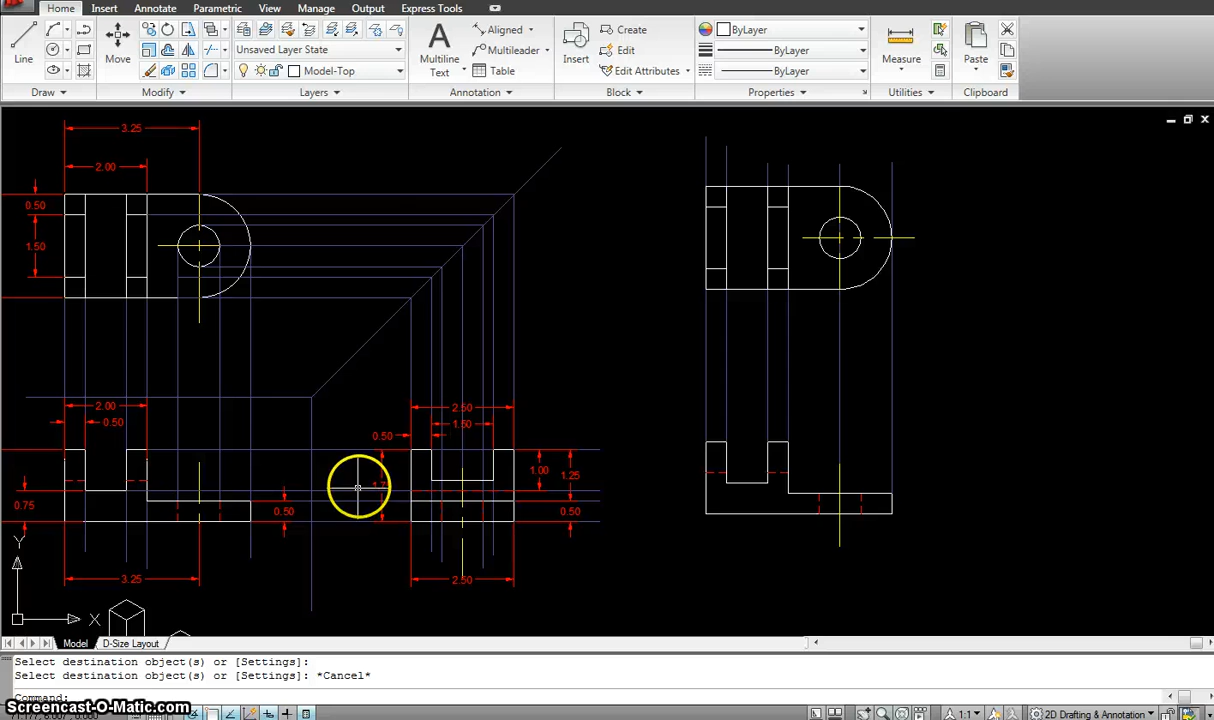 Home Insert Annotate Parametric View Manage Output Express Tools
Line
Move
Unsaved Layer State
Model-Top
Multiline
Text
Aligned
Multileader
Table
Insert
Create
Edit
Edit Attributes
ByLayer
ByLayer
ByLayer
Measure
Paste
Draw Modify Layers Annotation Block Properties Utilities Clipboard
3.25
2.00
0.50
1.50
2.00
0.50
2.50
1.50
0.50
1.00
1.25
0.75
0.50
0.50
3.25
2.50
Y
X
Model D-Size Layout
Select destination object(s) or [Settings]:
Select destination object(s) or [Settings]: *Cancel*
Command:
Screencast-O-Matic.com
1:1
2D Drafting & Annotation